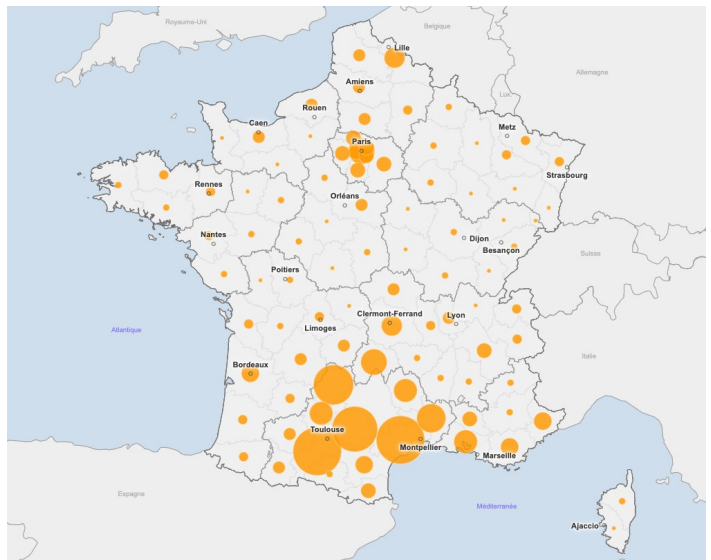 Royaume-Uni
Belgique
Lille
Allemagne
Amiens
Lux.
Rouen
Caen
Metz
Paris
Strasbourg
Rennes
Orléans
Nantes
Dijon
Besançon
Suisse
Poitiers
Clermont-Ferrand
Lyon
Limoges
Atlantique
Italie
Bordeaux
Toulouse
Montpellier
Marseille
Espagne
Méditerranée
Ajaccio